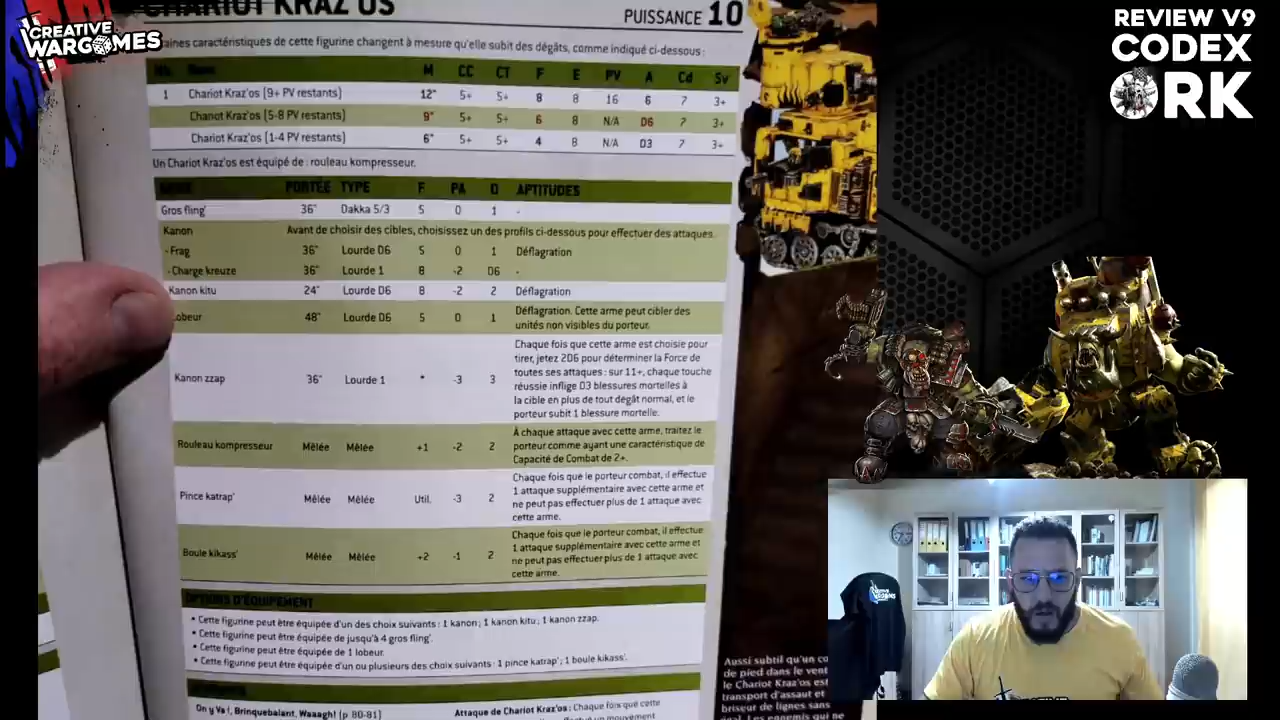 CREATIVE
WARGAMES
REVIEW V9
CODEX
ORK
CHARIOT KRAZ'OS
PUISSANCE 10
aines caractéristiques de cette figurine changent à mesure qu'elle subit des dégâts, comme indiqué ci-dessous :
M CC CT F E PV A Cd Sv
1 Chariot Kraz'os (9+ PV restants) 12" 5+ 5+ 8 8 16 6 7 3+
Chariot Kraz'os (5-8 PV restants) 9" 5+ 5+ 6 8 N/A D6 7 3+
Chariot Kraz'os (1-4 PV restants) 6" 5+ 5+ 4 8 N/A D3 7 3+
Un Chariot Kraz'os est équipé de : rouleau kompresseur.
PORTÉE TYPE F PA D APTITUDES
Gros fling' 36" Dakka 5/3 5 0 1 -
Kanon Avant de choisir des cibles, choisissez un des profils ci-dessous pour effectuer des attaques.
- Frag 36" Lourde D6 5 0 1 Déflagration
- Charge kreuze 36" Lourde 1 8 -2 D6 -
Kanon kitu 24" Lourde D6 8 -2 2 Déflagration
Lobeur 48" Lourde D6 5 0 1 Déflagration. Cette arme peut cibler des
unités non visibles du porteur.
Kanon zzap 36" Lourde 1 * -3 3 Chaque fois que cette arme est choisie pour
tirer, jetez 2D6 pour déterminer la Force de
toutes ses attaques : sur 11+, chaque touche
réussie inflige D3 blessures mortelles à
la cible en plus de tout dégât normal, et le
porteur subit 1 blessure mortelle.
Rouleau kompresseur Mêlée Mêlée +1 -2 2 À chaque attaque avec cette arme, traitez le
porteur comme ayant une caractéristique de
Capacité de Combat de 2+.
Pince katrap' Mêlée Mêlée Util. -3 2 Chaque fois que le porteur combat, il effectue
1 attaque supplémentaire avec cette arme et
ne peut pas effectuer plus de 1 attaque avec
cette arme.
Boule kikass' Mêlée Mêlée +2 -1 2 Chaque fois que le porteur combat, il effectue
1 attaque supplémentaire avec cette arme et
ne peut pas effectuer plus de 1 attaque avec
cette arme.
OPTIONS D'ÉQUIPEMENT
• Cette figurine peut être équipée d'un des choix suivants : 1 kanon ; 1 kanon kitu ; 1 kanon zzap.
• Cette figurine peut être équipée de jusqu'à 4 gros fling'.
• Cette figurine peut être équipée de 1 lobeur.
• Cette figurine peut être équipée d'un ou plusieurs des choix suivants : 1 pince katrap' ; 1 boule kikass'.
On y Va !, Brinquebalant, Waaagh! (p 80-81)
Attaque de Chariot Kraz'os : Chaque fois que cette
un mouvement
Aussi subtil qu'un co
de pied dans le vent
le Chariot Kraz'os est
transport d'assaut et
briseur de lignes sans
Les ennemis qui ne